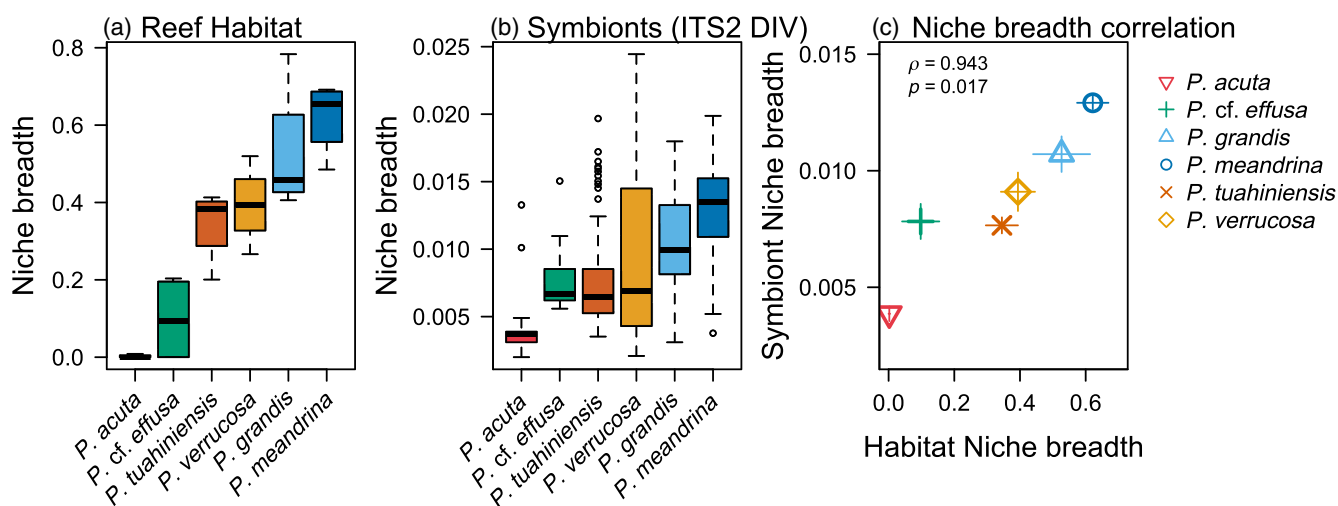 (a) Reef Habitat
Niche breadth
0.8
0.6
0.4
0.2
0.0
P. acuta
P. cf. effusa
P. tuahiniensis
P. verrucosa
P. grandis
P. meandrina
(b) Symbionts (ITS2 DIV)
Niche breadth
0.025
0.020
0.015
0.010
0.005
P. acuta
P. cf. effusa
P. tuahiniensis
P. verrucosa
P. grandis
P. meandrina
(c) Niche breadth correlation
Symbiont Niche breadth
0.015
0.010
0.005
ρ = 0.943
p = 0.017
0.0 0.2 0.4 0.6
Habitat Niche breadth
P. acuta
P. cf. effusa
P. grandis
P. meandrina
P. tuahiniensis
P. verrucosa